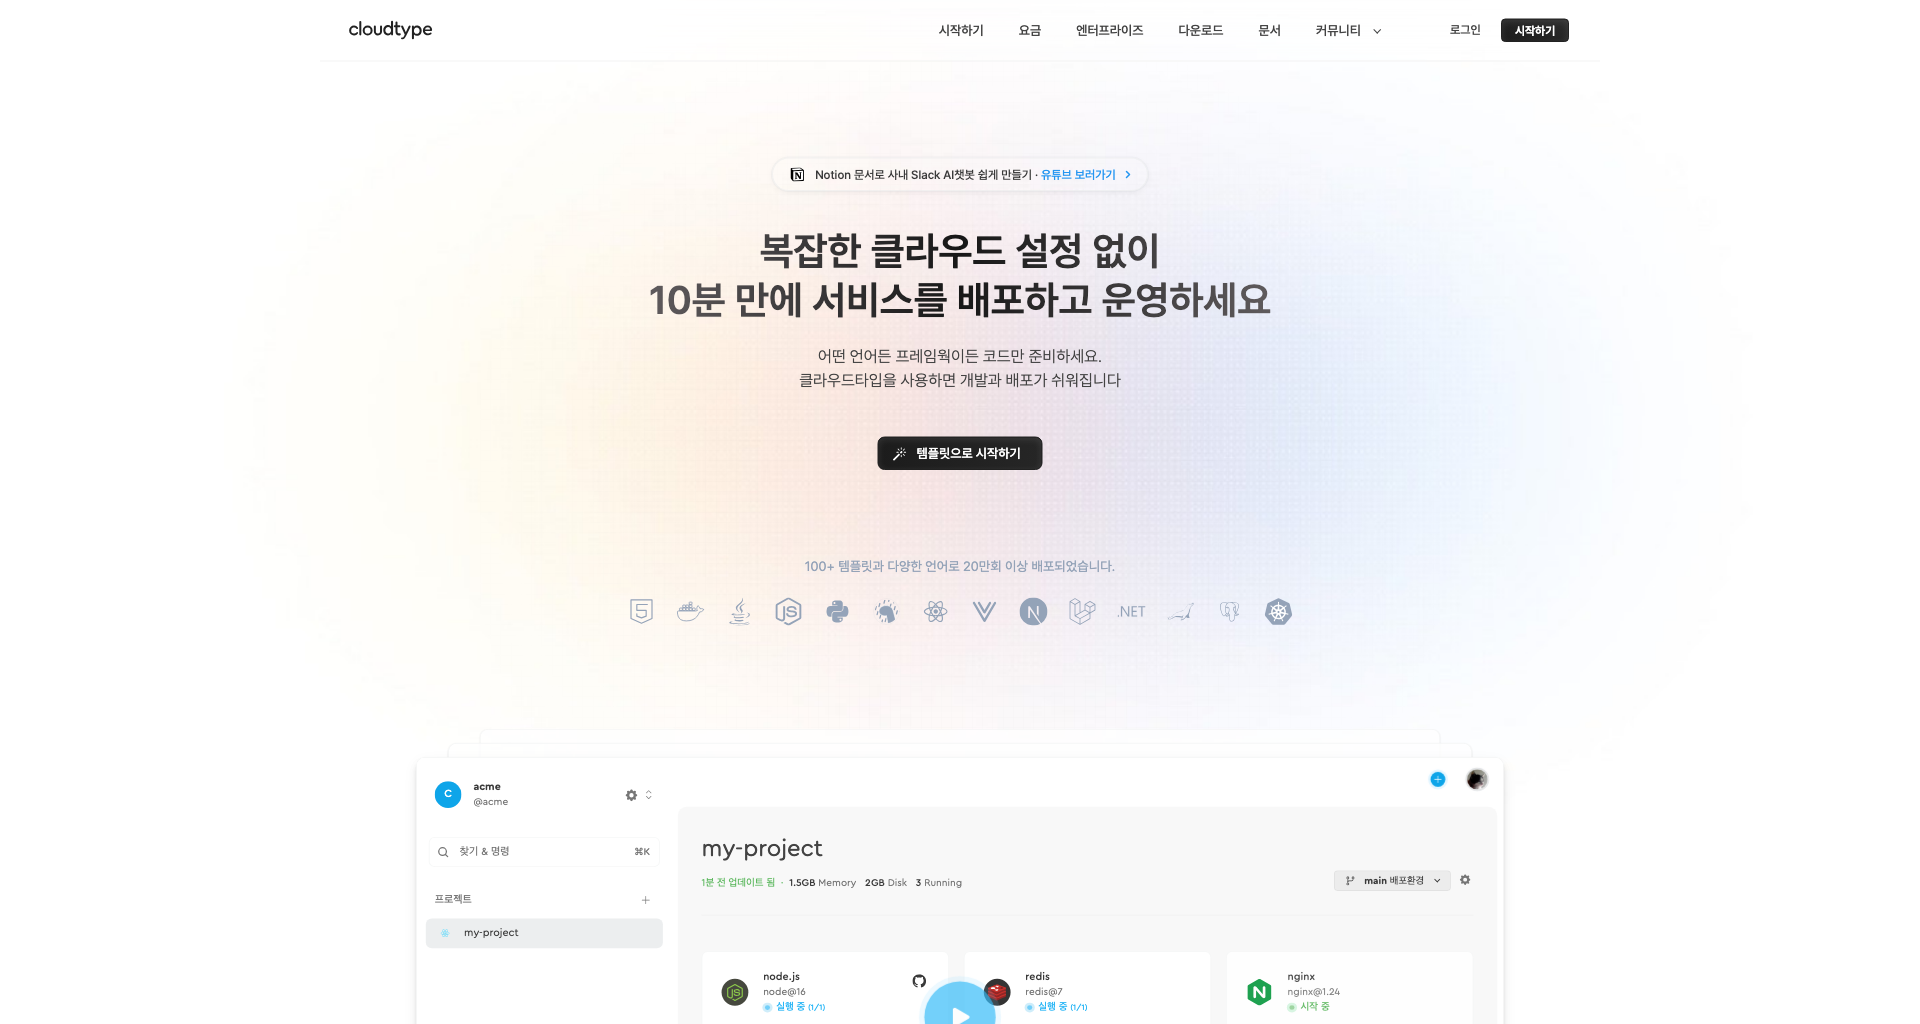 cloudtype
시작하기
요금
엔터프라이즈
다운로드
문서
커뮤니티
로그인
시작하기
Notion 문서로 사내 Slack AI챗봇 쉽게 만들기 · 유튜브 보러가기
복잡한 클라우드 설정 없이
10분 만에 서비스를 배포하고 운영하세요
어떤 언어든 프레임웍이든 코드만 준비하세요.
클라우드타입을 사용하면 개발과 배포가 쉬워집니다
템플릿으로 시작하기
100+ 템플릿과 다양한 언어로 20만회 이상 배포되었습니다.
5 JS N .NET
C
acme
@acme
찾기 & 명령 ⌘K
프로젝트
my-project
my-project
1분 전 업데이트 됨 · 1.5GB Memory 2GB Disk 3 Running
main 배포환경
node.js
node@16
실행 중 (1/1)
redis
redis@7
실행 중 (1/1)
nginx
nginx@1.24
시작 중